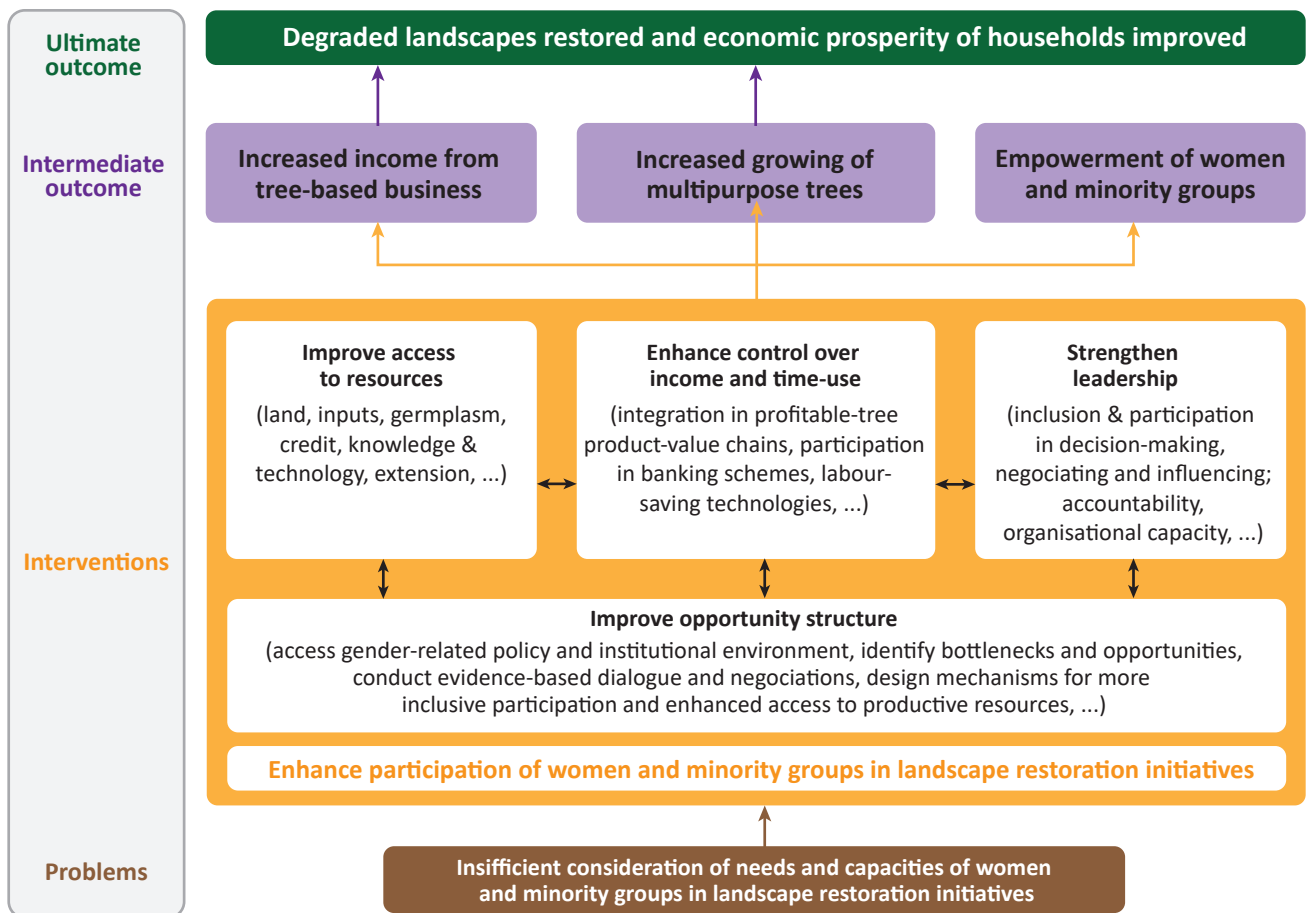 Ultimate
outcome
Degraded landscapes restored and economic prosperity of households improved
Intermediate
outcome
Increased income from
tree-based business
Increased growing of
multipurpose trees
Empowerment of women
and minority groups
Interventions
Improve access
to resources
(land, inputs, germplasm,
credit, knowledge &
technology, extension, ...)
Enhance control over
income and time-use
(integration in profitable-tree
product-value chains, participation
in banking schemes, labour-
saving technologies, ...)
Strengthen
leadership
(inclusion & participation
in decision-making,
negotiating and influencing;
accountability,
organisational capacity, ...)
Improve opportunity structure
(access gender-related policy and institutional environment, identify bottlenecks and opportunities,
conduct evidence-based dialogue and negotiations, design mechanisms for more
inclusive participation and enhanced access to productive resources, ...)
Enhance participation of women and minority groups in landscape restoration initiatives
Problems
Insifficient consideration of needs and capacities of women
and minority groups in landscape restoration initiatives